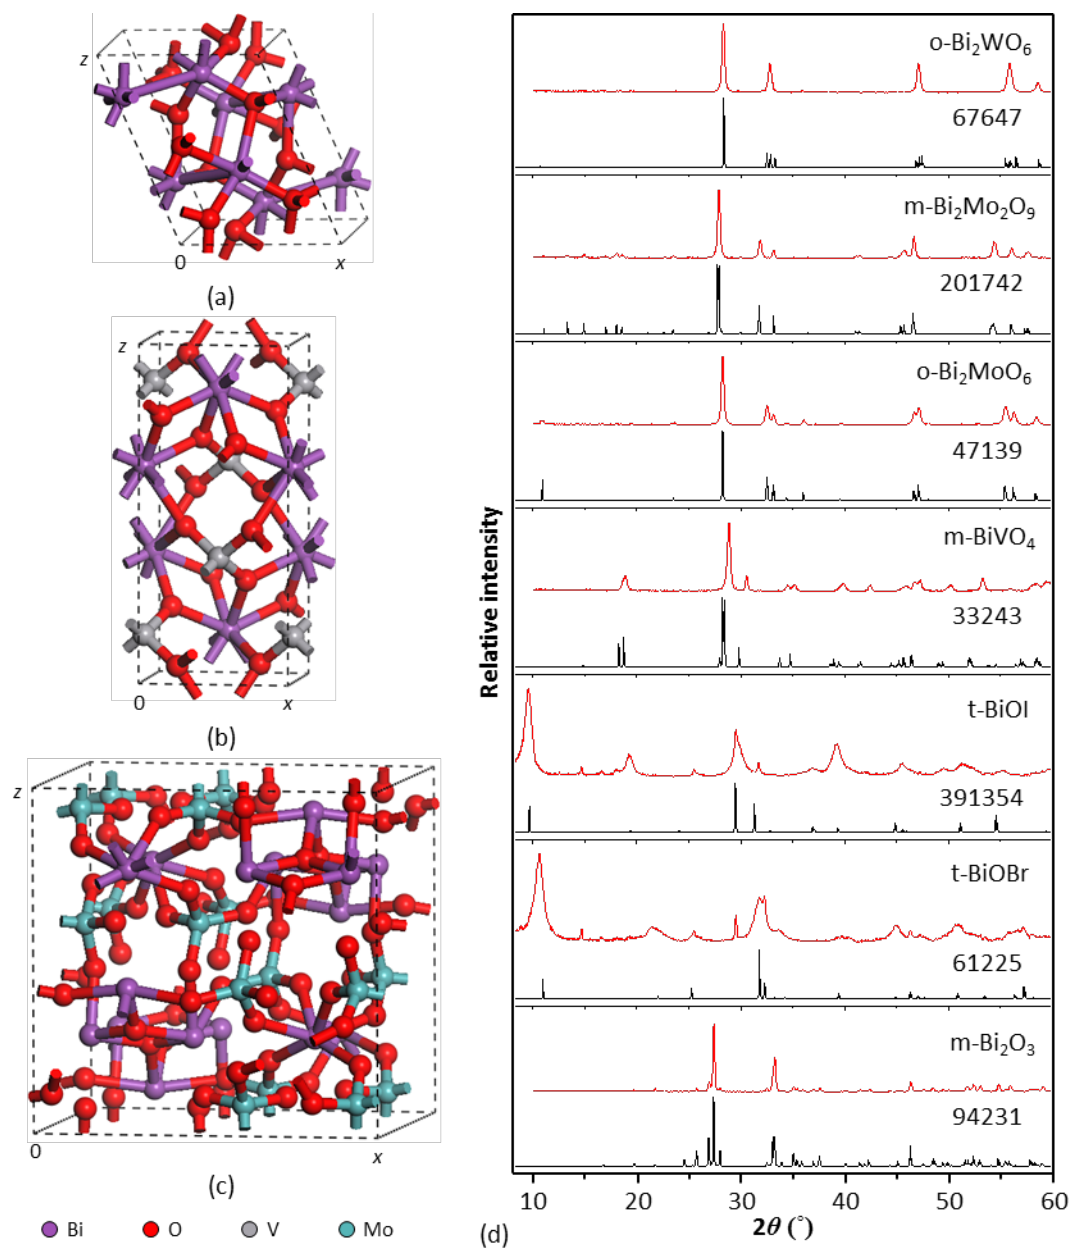 z
0
x
(a)
z
0
x
(b)
z
0
x
(c)
Bi
O
V
Mo
o-Bi₂WO₆
67647
m-Bi₂Mo₂O₉
201742
o-Bi₂MoO₆
47139
m-BiVO₄
33243
t-BiOI
391354
t-BiOBr
61225
m-Bi₂O₃
94231
Relative intensity
10 20 30 40 50 60
2θ (°)
(d)